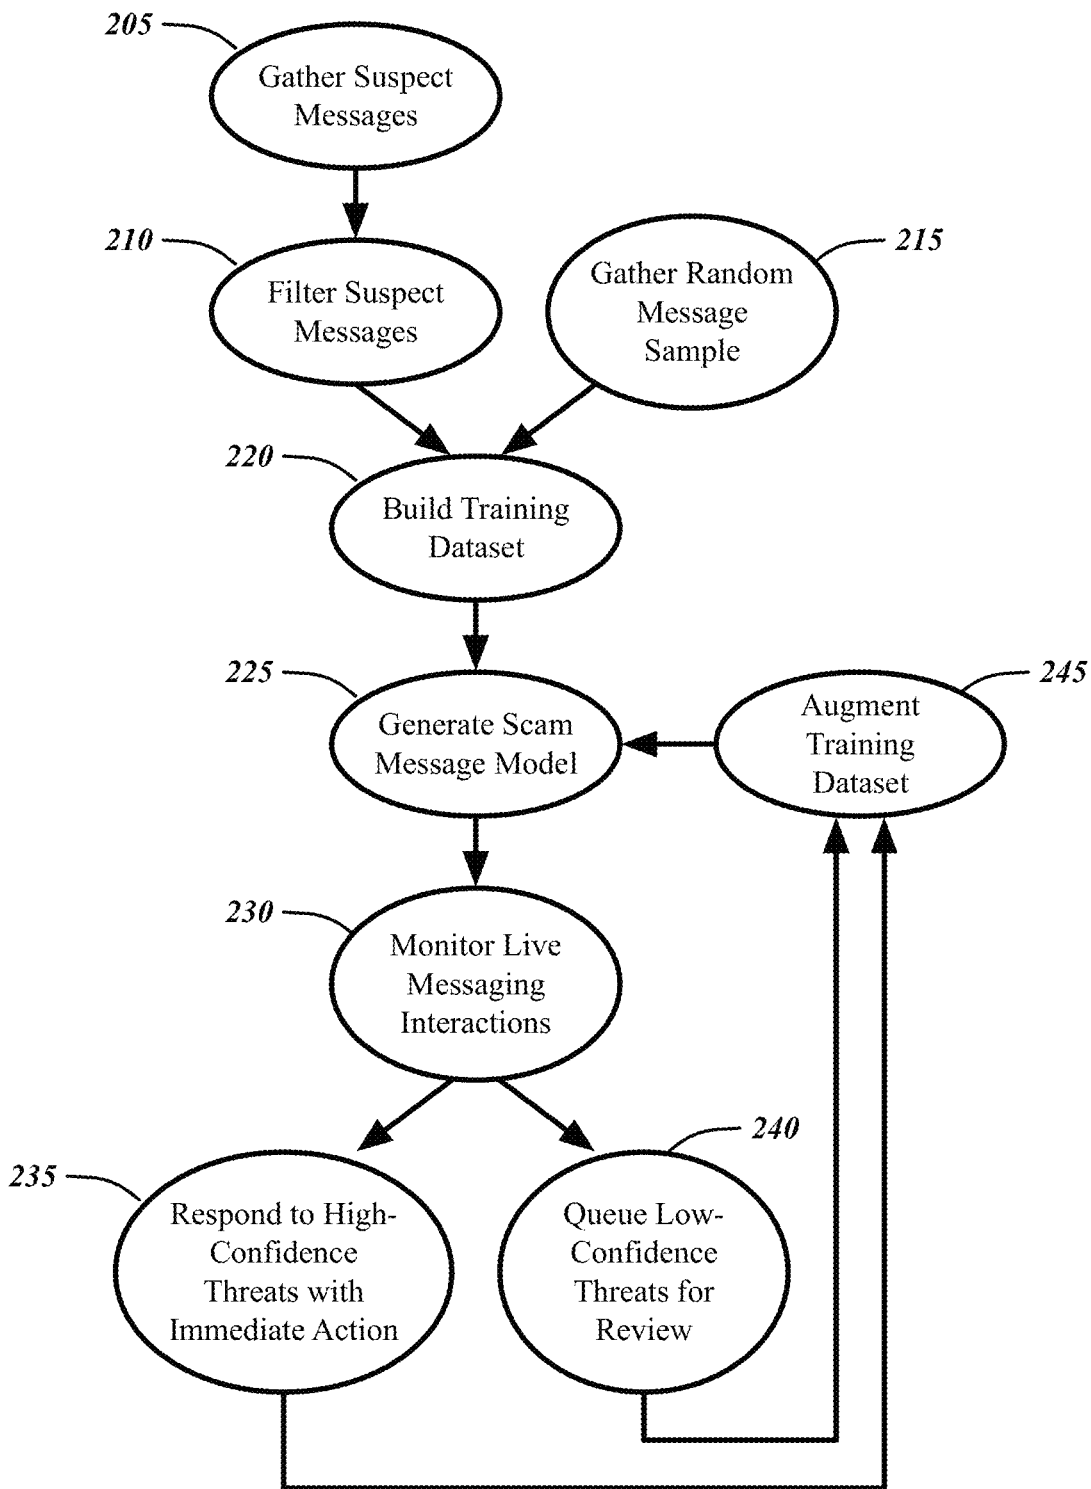 205
Gather Suspect
Messages
210
Filter Suspect
Messages
215
Gather Random
Message
Sample
220
Build Training
Dataset
225
Generate Scam
Message Model
245
Augment
Training
Dataset
230
Monitor Live
Messaging
Interactions
235
Respond to High-
Confidence
Threats with
Immediate Action
240
Queue Low-
Confidence
Threats for
Review